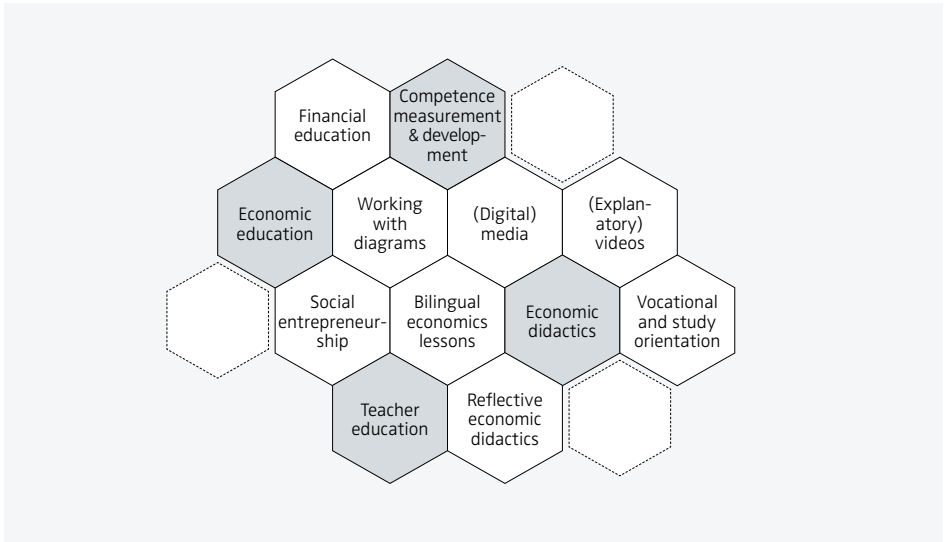 Financial
education
Competence
measurement
& develop-
ment
Economic
education
Working
with
diagrams
(Digital)
media
(Explan-
atory)
videos
Social
entrepreneur-
ship
Bilingual
economics
lessons
Economic
didactics
Vocational
and study
orientation
Teacher
education
Reflective
economic
didactics